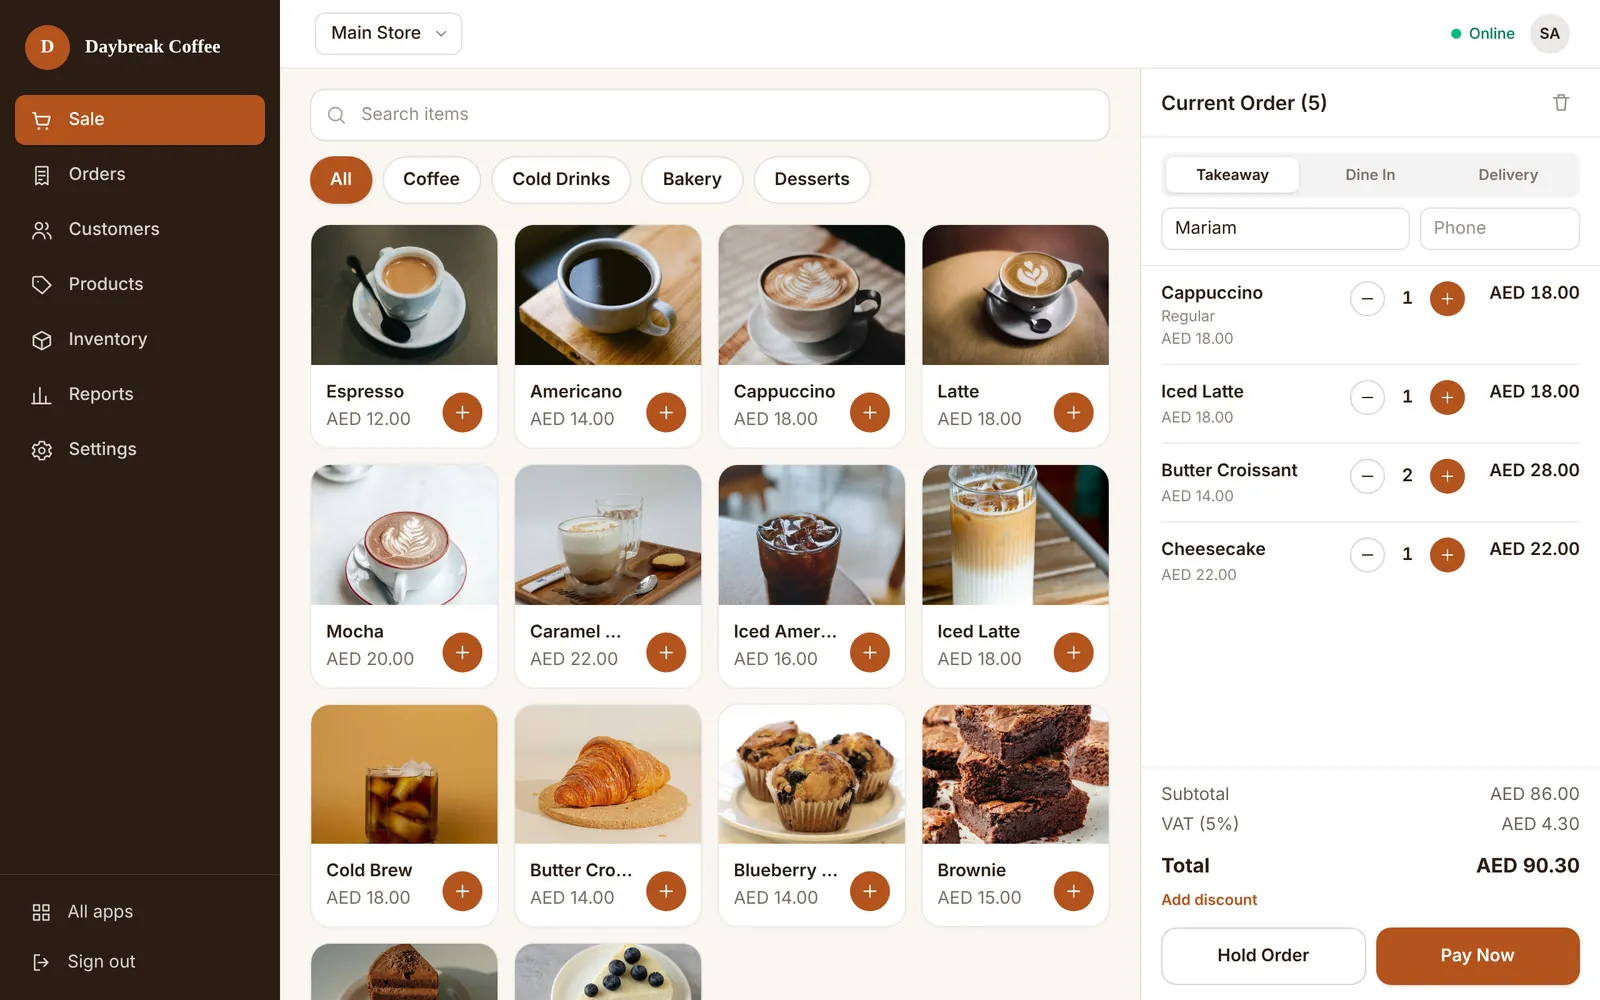 D Daybreak Coffee
Sale
Orders
Customers
Products
Inventory
Reports
Settings
All apps
Sign out
Main Store
Online
SA
Search items
All Coffee Cold Drinks Bakery Desserts
Espresso
AED 12.00
Americano
AED 14.00
Cappuccino
AED 18.00
Latte
AED 18.00
Mocha
AED 20.00
Caramel ...
AED 22.00
Iced Amer...
AED 16.00
Iced Latte
AED 18.00
Cold Brew
AED 18.00
Butter Cro...
AED 14.00
Blueberry ...
AED 14.00
Brownie
AED 15.00
Current Order (5)
Takeaway Dine In Delivery
Mariam Phone
Cappuccino 1 AED 18.00
Regular
AED 18.00
Iced Latte 1 AED 18.00
AED 18.00
Butter Croissant 2 AED 28.00
AED 14.00
Cheesecake 1 AED 22.00
AED 22.00
Subtotal AED 86.00
VAT (5%) AED 4.30
Total AED 90.30
Add discount
Hold Order Pay Now